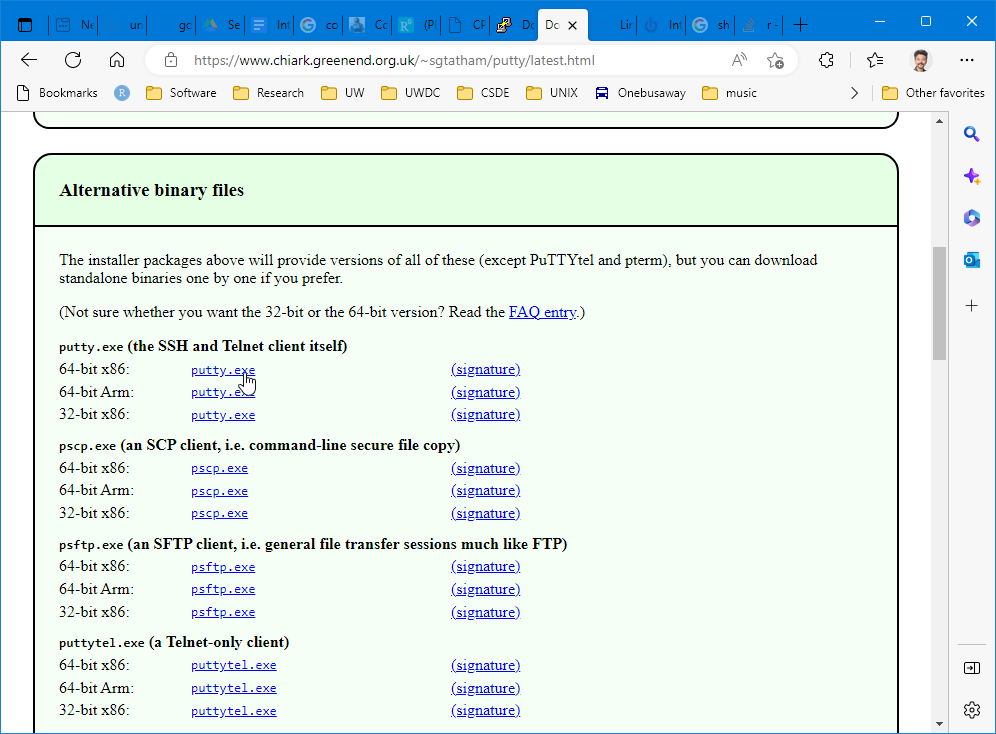 Ne
un
gc
Se
Int
co
Cc
(Pl
CF
Do
Dc
Lir
Int
sh
r -
https://www.chiark.greenend.org.uk/~sgtatham/putty/latest.html
Bookmarks R Software Research UW UWDC CSDE UNIX Onebusaway music Other favorites
Alternative binary files
The installer packages above will provide versions of all of these (except PuTTYtel and pterm), but you can download
standalone binaries one by one if you prefer.
(Not sure whether you want the 32-bit or the 64-bit version? Read the FAQ entry.)
putty.exe (the SSH and Telnet client itself)
64-bit x86: putty.exe (signature)
64-bit Arm: putty.exe (signature)
32-bit x86: putty.exe (signature)
pscp.exe (an SCP client, i.e. command-line secure file copy)
64-bit x86: pscp.exe (signature)
64-bit Arm: pscp.exe (signature)
32-bit x86: pscp.exe (signature)
psftp.exe (an SFTP client, i.e. general file transfer sessions much like FTP)
64-bit x86: psftp.exe (signature)
64-bit Arm: psftp.exe (signature)
32-bit x86: psftp.exe (signature)
puttytel.exe (a Telnet-only client)
64-bit x86: puttytel.exe (signature)
64-bit Arm: puttytel.exe (signature)
32-bit x86: puttytel.exe (signature)